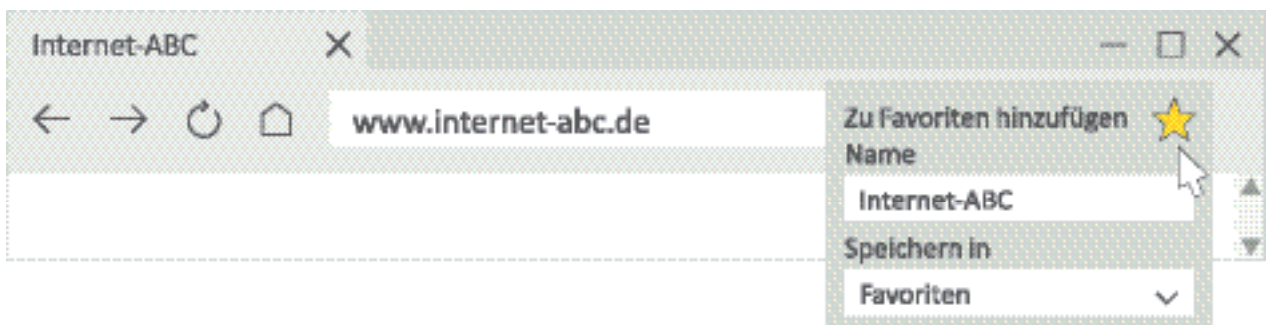 Internet-ABC
www.internet-abc.de
Zu Favoriten hinzufügen
Name
Internet-ABC
Speichern in
Favoriten